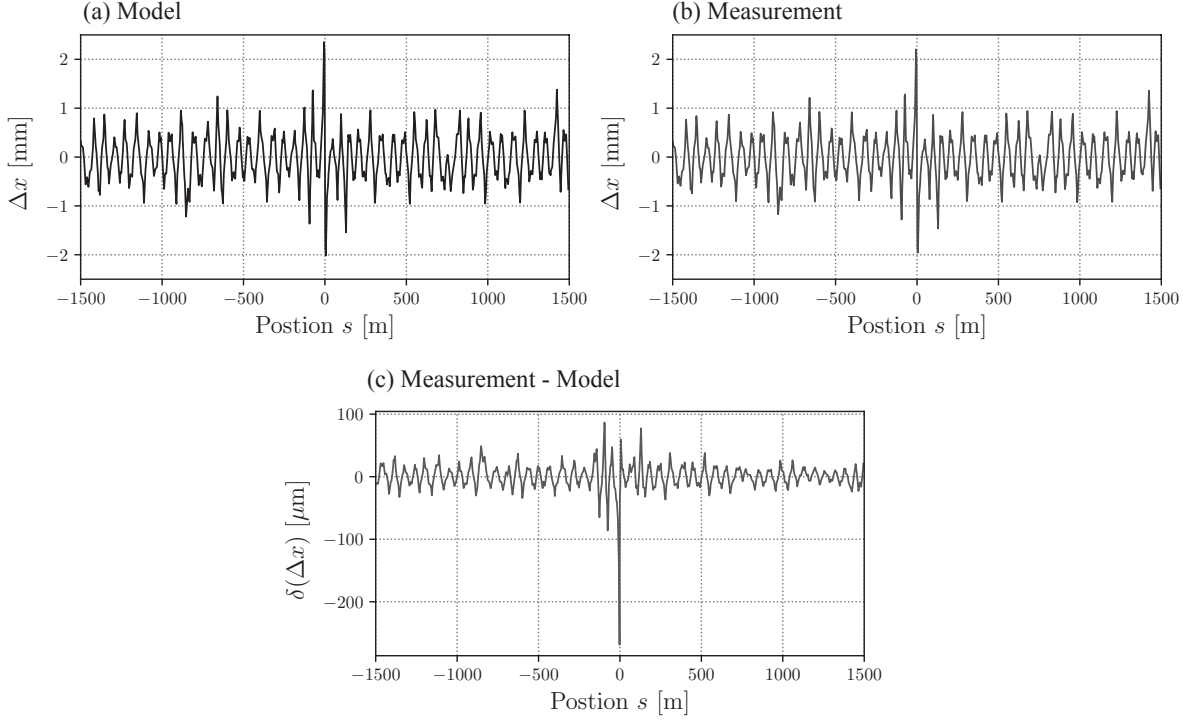 (a) Model
(b) Measurement
2
1
0
−1
−2
Δx [mm]
−1500 −1000 −500 0 500 1000 1500
Postion s [m]
2
1
0
−1
−2
Δx [mm]
−1500 −1000 −500 0 500 1000 1500
Postion s [m]
(c) Measurement - Model
100
0
−100
−200
δ(Δx) [μm]
−1500 −1000 −500 0 500 1000 1500
Postion s [m]